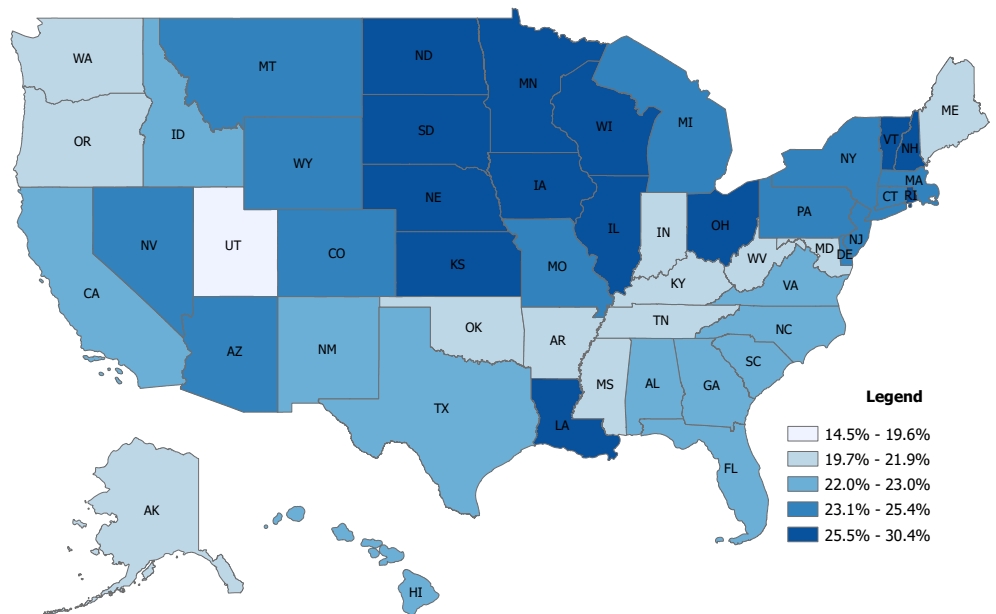 WA
MT
ND
MN
ME
OR
ID
SD
WI
MI
VT
NH
WY
NY
MA
NE
IA
CT
RI
PA
NV
UT
CO
KS
IL
IN
OH
NJ
DE
MD
MO
WV
CA
KY
VA
AZ
NM
OK
AR
TN
NC
SC
TX
MS
AL
GA
LA
FL
AK
HI
Legend
14.5% - 19.6%
19.7% - 21.9%
22.0% - 23.0%
23.1% - 25.4%
25.5% - 30.4%